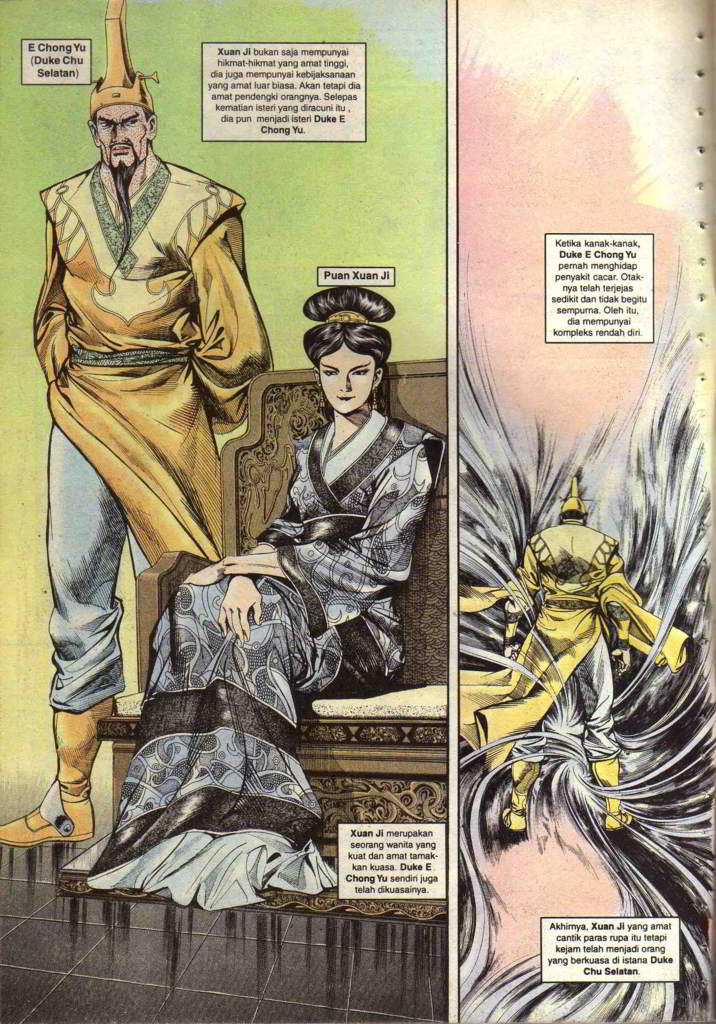 E Chong Yu
(Duke Chu
Selatan)
Xuan Ji bukan saja mempunyai
hikmat-hikmat yang amat tinggi,
dia juga mempunyai kebijaksanaan
yang amat luar biasa. Akan tetapi dia
amat pendengki orangnya. Selepas
kematian isteri yang diracuni itu ,
dia pun menjadi isteri Duke E
Chong Yu.
Puan Xuan Ji
Xuan Ji merupakan
seorang wanita yang
kuat dan amat tamak-
kan kuasa. Duke E
Chong Yu sendiri juga
telah dikuasainya.
Ketika kanak-kanak,
Duke E Chong Yu
pernah menghidap
penyakit cacar. Otak-
nya telah terjejas
sedikit dan tidak begitu
sempurna. Oleh itu,
dia mempunyai
kompleks rendah diri.
Akhirnya, Xuan Ji yang amat
cantik paras rupa itu tetapi
kejam telah menjadi orang
yang berkuasa di istana Duke
Chu Selatan.